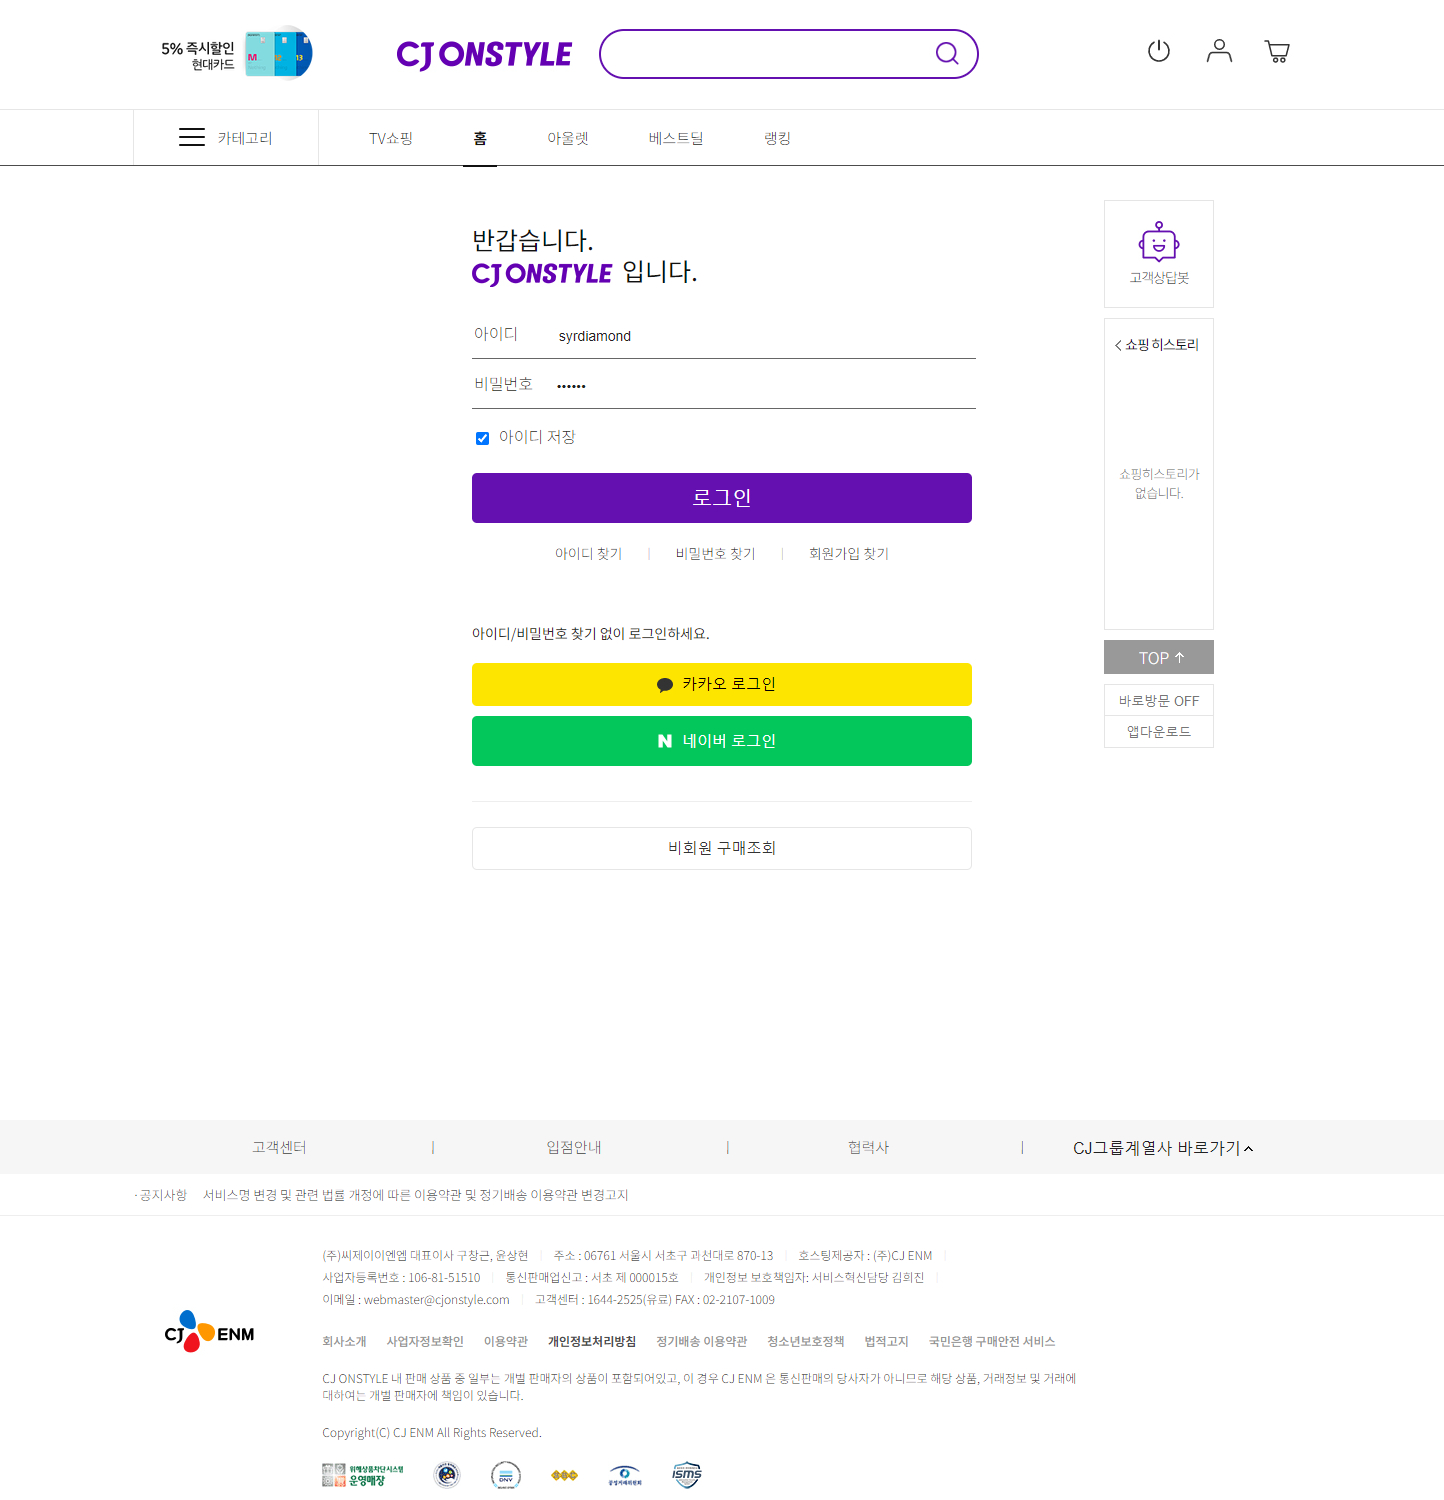 5% 즉시할인
현대카드
CJ ONSTYLE
카테고리
TV쇼핑
홈
아울렛
베스트딜
랭킹
반갑습니다.
CJ ONSTYLE 입니다.
아이디 syrdiamond
비밀번호 ••••••
아이디 저장
로그인
아이디 찾기 | 비밀번호 찾기 | 회원가입 찾기
아이디/비밀번호 찾기 없이 로그인하세요.
카카오 로그인
N 네이버 로그인
비회원 구매조회
고객상담봇
< 쇼핑히스토리
쇼핑히스토리가
없습니다.
TOP ↑
바로방문 OFF
앱다운로드
고객센터 | 입점안내 | 협력사 | CJ그룹계열사 바로가기
· 공지사항 서비스명 변경 및 관련 법률 개정에 따른 이용약관 및 정기배송 이용약관 변경고지
CJ ENM
(주)씨제이이엔엠 대표이사 구창근, 윤상현 | 주소 : 06761 서울시 서초구 과천대로 870-13 | 호스팅제공자 : (주)CJ ENM |
사업자등록번호 : 106-81-51510 | 통신판매업신고 : 서초 제 000015호 | 개인정보 보호책임자: 서비스혁신담당 김희진 |
이메일 : webmaster@cjonstyle.com | 고객센터 : 1644-2525(유료) FAX : 02-2107-1009
회사소개 사업자정보확인 이용약관 개인정보처리방침 정기배송 이용약관 청소년보호정책 법적고지 국민은행 구매안전 서비스
CJ ONSTYLE 내 판매 상품 중 일부는 개별 판매자의 상품이 포함되어있고, 이 경우 CJ ENM 은 통신판매의 당사자가 아니므로 해당 상품, 거래정보 및 거래에
대하여는 개별 판매자에 책임이 있습니다.
Copyright(C) CJ ENM All Rights Reserved.
위해상품차단시스템
운영매장
DNV
공정거래위원회
ISMS